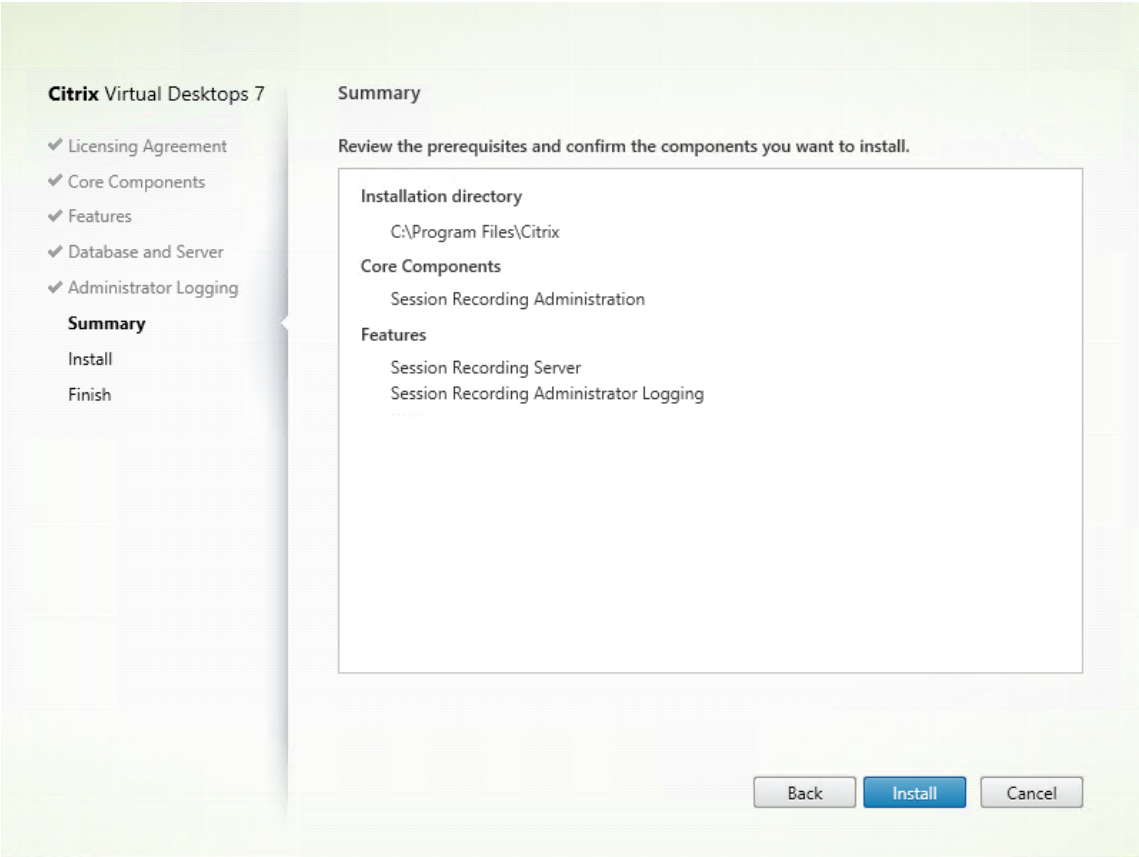 Citrix Virtual Desktops 7
Licensing Agreement
Core Components
Features
Database and Server
Administrator Logging
Summary
Install
Finish
Summary
Review the prerequisites and confirm the components you want to install.
Installation directory
C:\Program Files\Citrix
Core Components
Session Recording Administration
Features
Session Recording Server
Session Recording Administrator Logging
Back
Install
Cancel